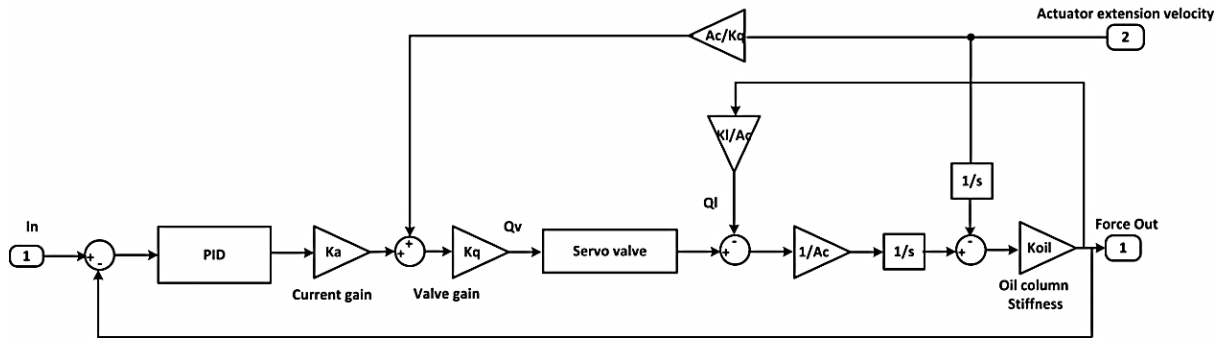 Actuator extension velocity
2
Ac/Kq
Kl/Ac
1/s
In
Qv
Ql
Force Out
1
+
-
PID
Ka
+
+
Kq
Servo valve
+
-
1/Ac
1/s
+
-
Koil
1
Current gain
Valve gain
Oil column
Stiffness